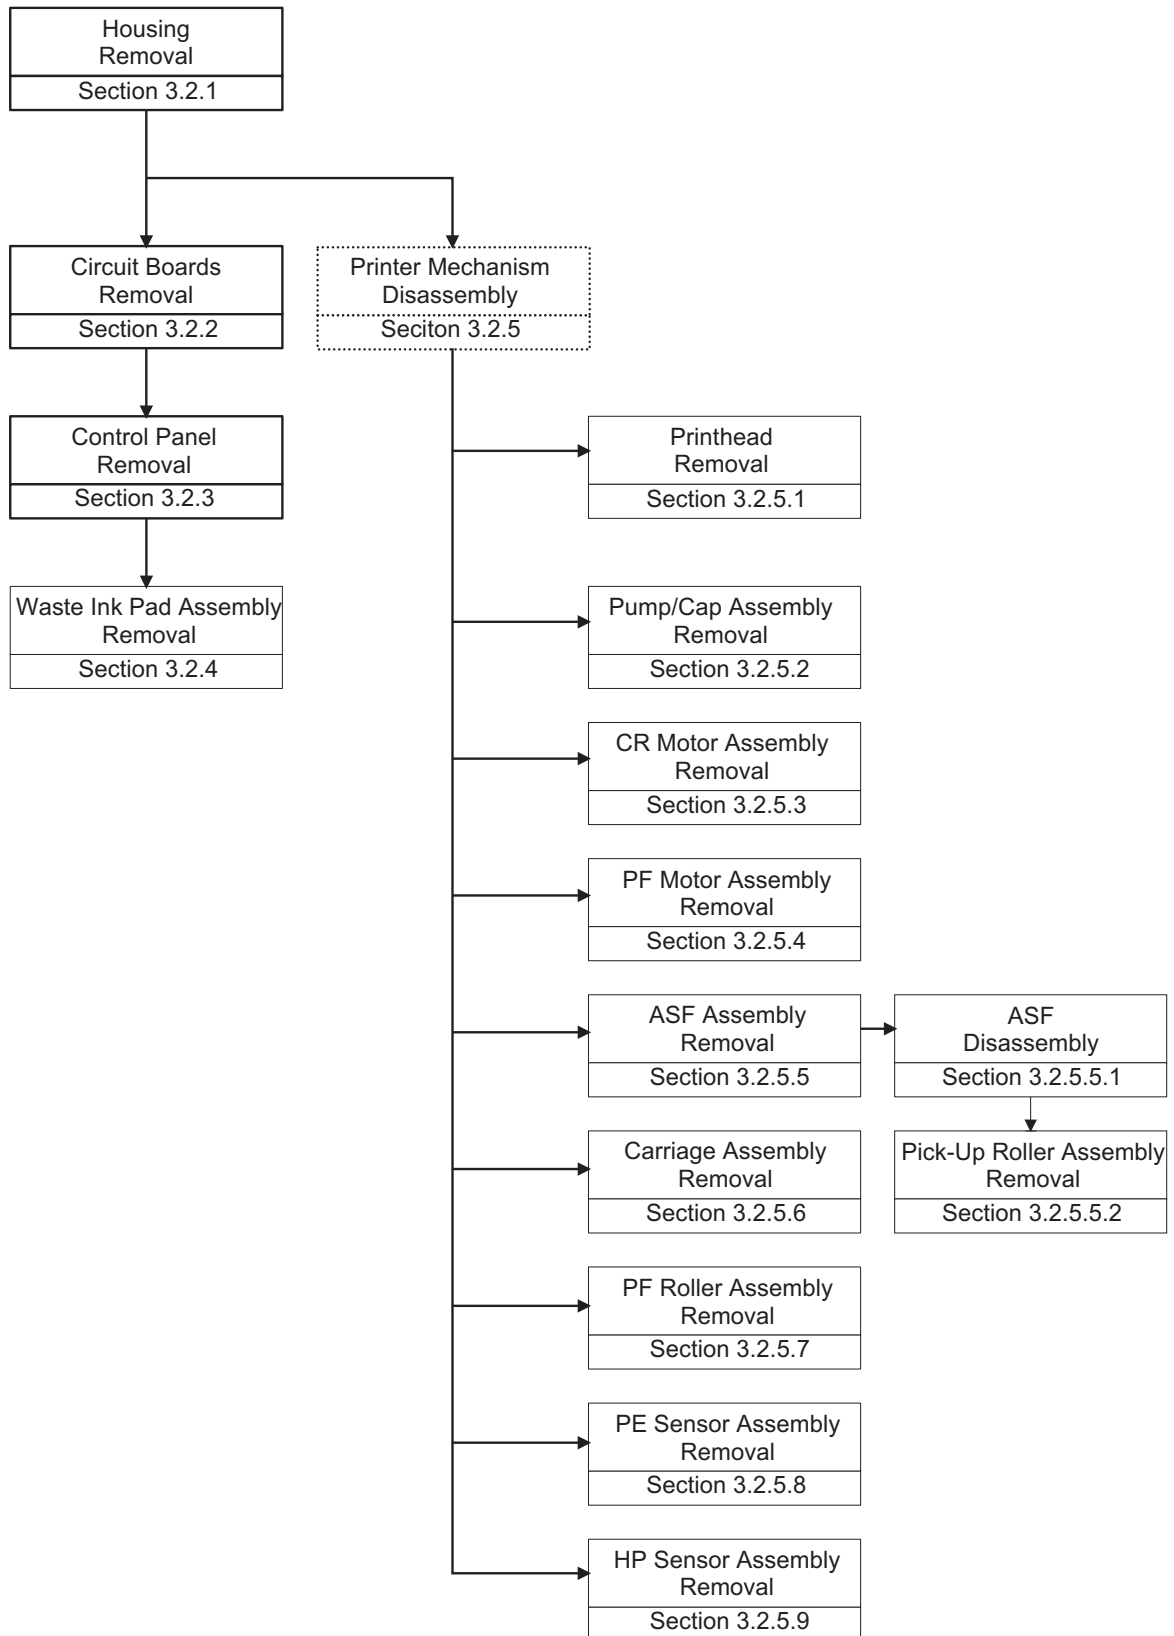 Housing
Removal
Section 3.2.1
Circuit Boards
Removal
Section 3.2.2
Printer Mechanism
Disassembly
Seciton 3.2.5
Control Panel
Removal
Section 3.2.3
Printhead
Removal
Section 3.2.5.1
Waste Ink Pad Assembly
Removal
Section 3.2.4
Pump/Cap Assembly
Removal
Section 3.2.5.2
CR Motor Assembly
Removal
Section 3.2.5.3
PF Motor Assembly
Removal
Section 3.2.5.4
ASF Assembly
Removal
Section 3.2.5.5
ASF
Disassembly
Section 3.2.5.5.1
Carriage Assembly
Removal
Section 3.2.5.6
Pick-Up Roller Assembly
Removal
Section 3.2.5.5.2
PF Roller Assembly
Removal
Section 3.2.5.7
PE Sensor Assembly
Removal
Section 3.2.5.8
HP Sensor Assembly
Removal
Section 3.2.5.9